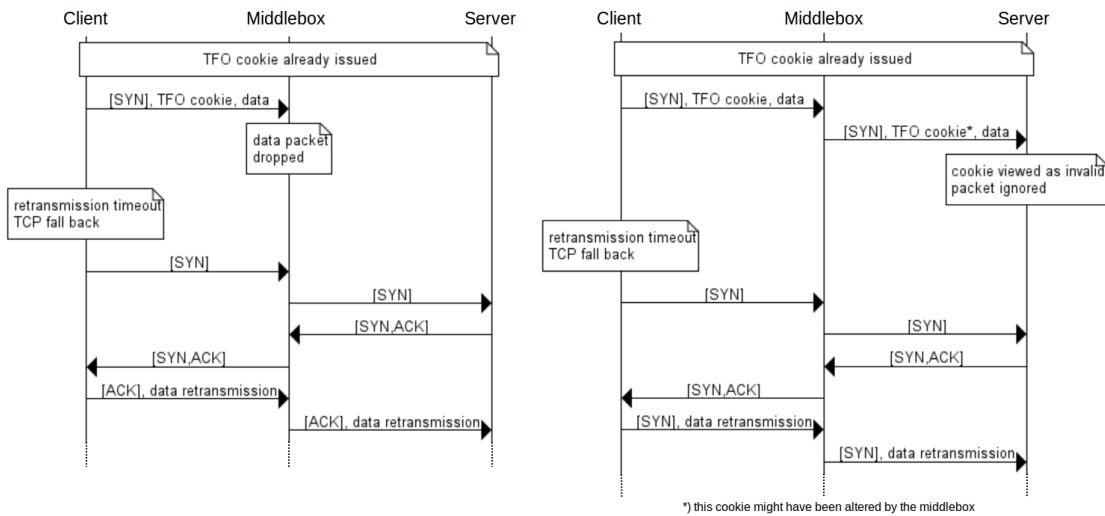 Client Middlebox Server
TFO cookie already issued
[SYN], TFO cookie, data
data packet
dropped
retransmission timeout
TCP fall back
[SYN]
[SYN]
[SYN,ACK]
[SYN,ACK]
[ACK], data retransmission
[ACK], data retransmission
Client Middlebox Server
TFO cookie already issued
[SYN], TFO cookie, data
[SYN], TFO cookie*, data
cookie viewed as invalid
packet ignored
retransmission timeout
TCP fall back
[SYN]
[SYN]
[SYN,ACK]
[SYN,ACK]
[SYN], data retransmission
[SYN], data retransmission
*) this cookie might have been altered by the middlebox